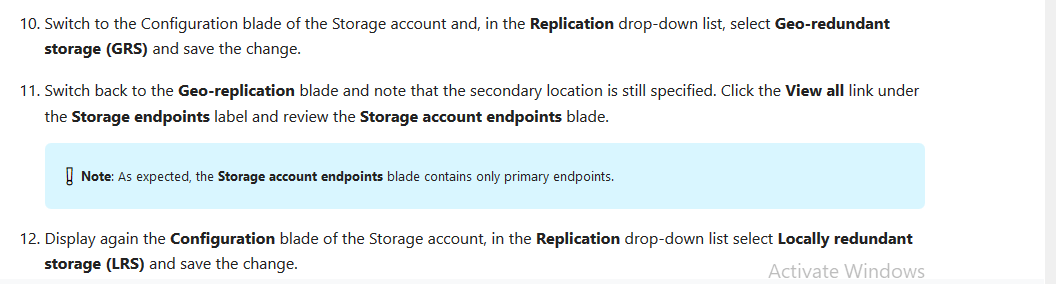 10. Switch to the Configuration blade of the Storage account and, in the Replication drop-down list, select Geo-redundant
storage (GRS) and save the change.
11. Switch back to the Geo-replication blade and note that the secondary location is still specified. Click the View all link under
the Storage endpoints label and review the Storage account endpoints blade.
Note: As expected, the Storage account endpoints blade contains only primary endpoints.
12. Display again the Configuration blade of the Storage account, in the Replication drop-down list select Locally redundant
storage (LRS) and save the change.
Activate Windows